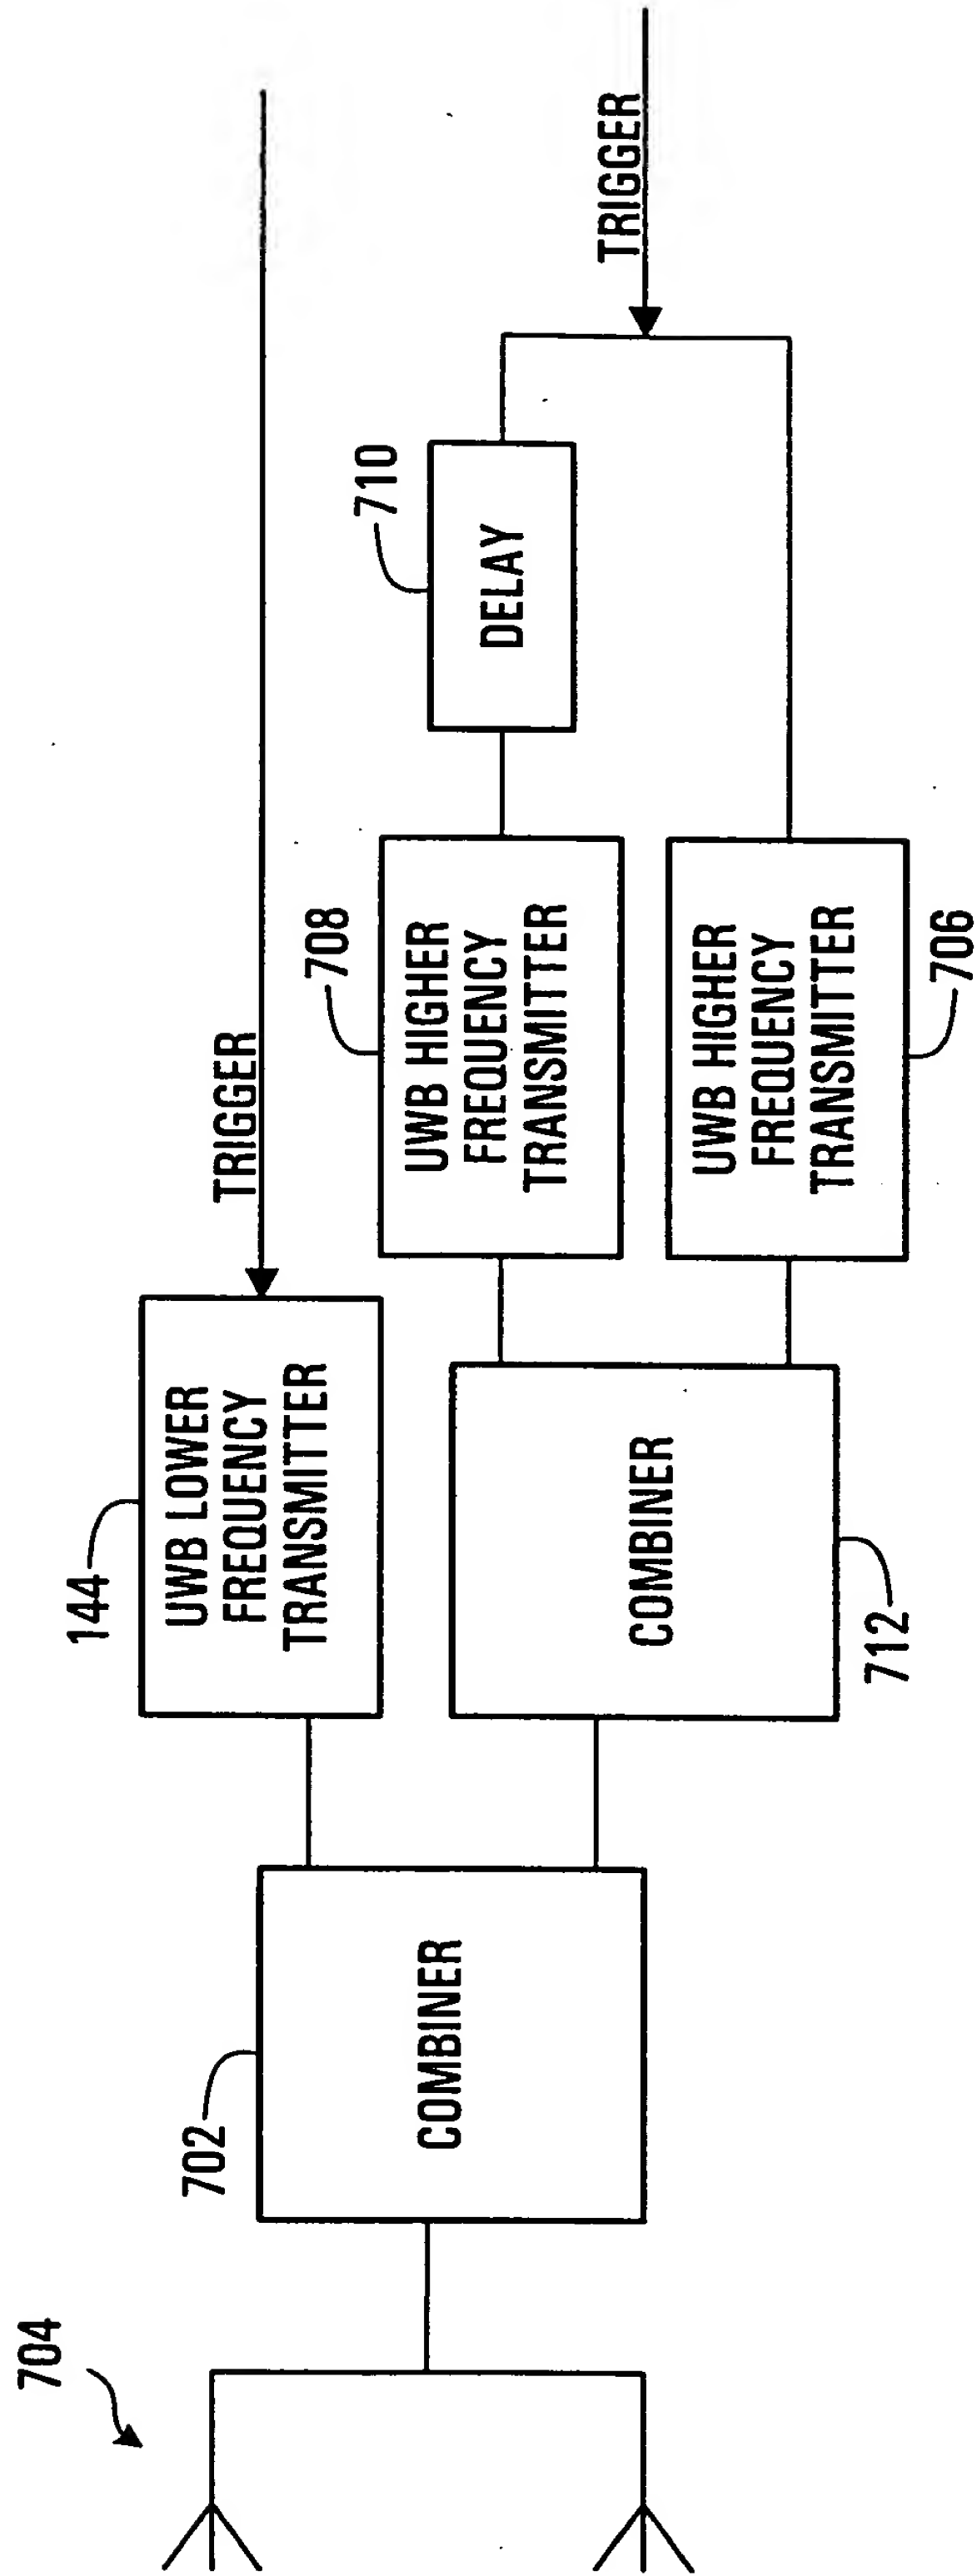 704
702
COMBINER
144
UWB LOWER
FREQUENCY
TRANSMITTER
TRIGGER
COMBINER
712
708
UWB HIGHER
FREQUENCY
TRANSMITTER
710
DELAY
UWB HIGHER
FREQUENCY
TRANSMITTER
706
TRIGGER